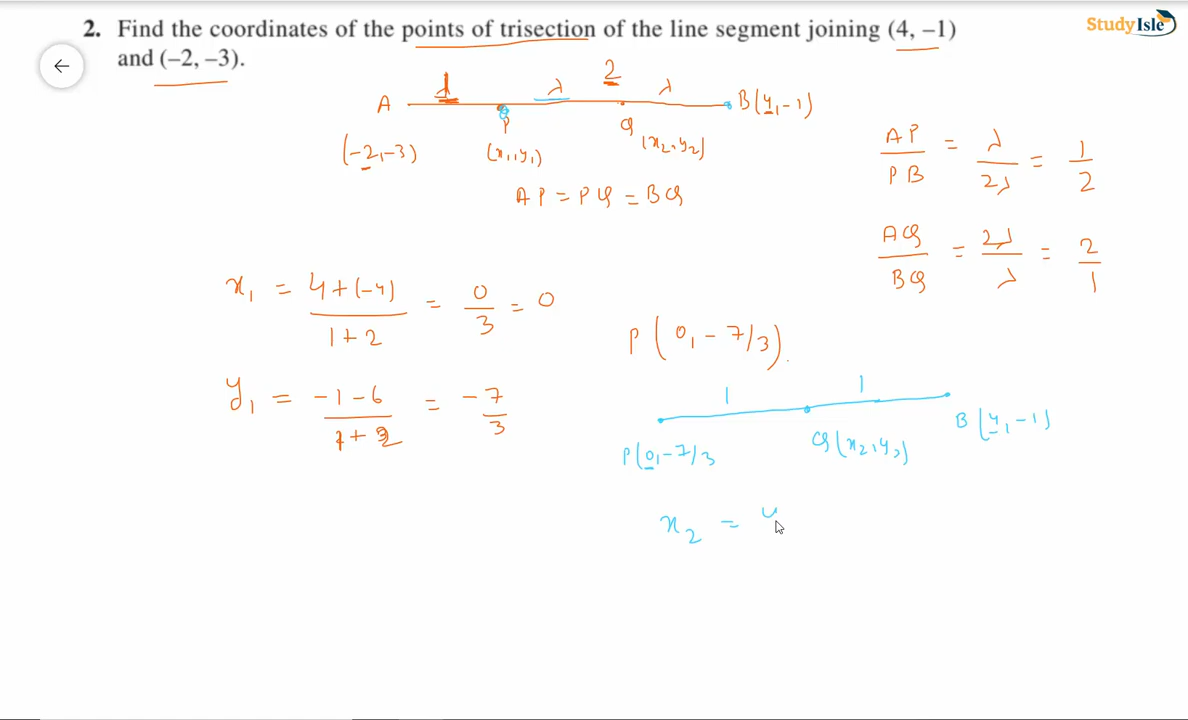 2. Find the coordinates of the points of trisection of the line segment joining (4, –1)
and (–2, –3).
StudyIsle
1 λ 2 λ
A P Q B(4,-1)
(-2,-3) (x₁,y₁) (x₂,y₂)
AP = PQ = BQ
AP/PB = λ/2λ = 1/2
AQ/BQ = 2λ/λ = 2/1
x₁ = 4+(-4)/1+2 = 0/3 = 0
P(0,-7/3).
y₁ = -1-6/1+2 = -7/3
1 1
P(0,-7/3 Q(x₂,y₂) B(4,-1)
x₂ = 4